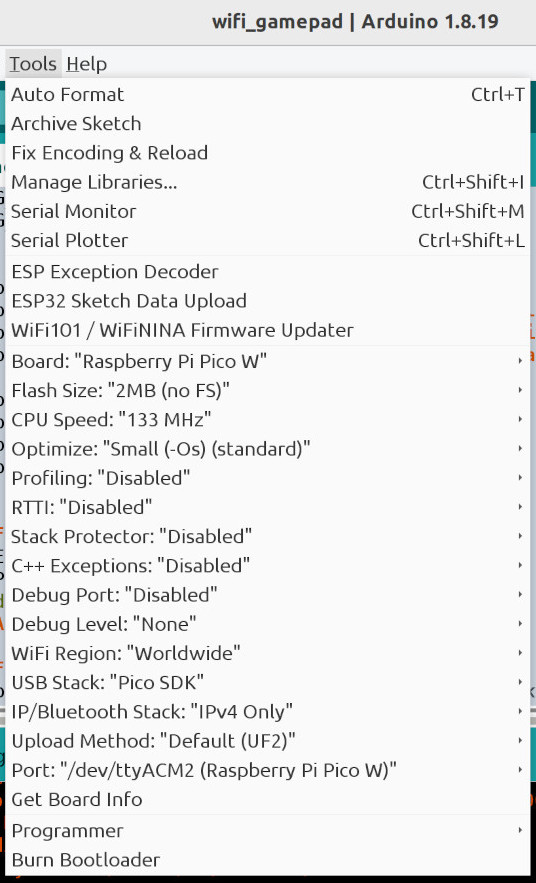 wifi_gamepad | Arduino 1.8.19
Tools Help
Auto Format Ctrl+T
Archive Sketch
Fix Encoding & Reload
Manage Libraries... Ctrl+Shift+I
Serial Monitor Ctrl+Shift+M
Serial Plotter Ctrl+Shift+L
ESP Exception Decoder
ESP32 Sketch Data Upload
WiFi101 / WiFiNINA Firmware Updater
Board: "Raspberry Pi Pico W"
Flash Size: "2MB (no FS)"
CPU Speed: "133 MHz"
Optimize: "Small (-Os) (standard)"
Profiling: "Disabled"
RTTI: "Disabled"
Stack Protector: "Disabled"
C++ Exceptions: "Disabled"
Debug Port: "Disabled"
Debug Level: "None"
WiFi Region: "Worldwide"
USB Stack: "Pico SDK"
IP/Bluetooth Stack: "IPv4 Only"
Upload Method: "Default (UF2)"
Port: "/dev/ttyACM2 (Raspberry Pi Pico W)"
Get Board Info
Programmer
Burn Bootloader